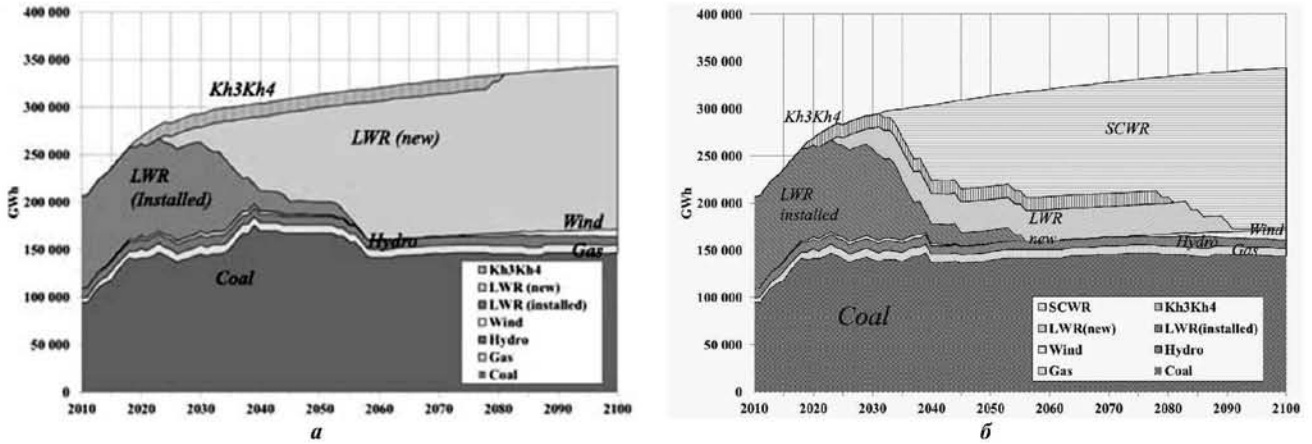 400 000
350 000
300 000
250 000
200 000
150 000
100 000
50 000
0
GWh
Kh3Kh4
LWR (new)
LWR
(Installed)
Wind
Hydro
Gas
Coal
Kh3Kh4
LWR (new)
LWR (installed)
Wind
Hydro
Gas
Coal
2010 2020 2030 2040 2050 2060 2070 2080 2090 2100
а
400 000
350 000
300 000
250 000
200 000
150 000
100 000
50 000
0
GWh
Kh3Kh4
SCWR
LWR
installed
LWR
new
Wind
Hydro
Gas
Coal
SCWR Kh3Kh4
LWR(new) LWR(installed)
Wind Hydro
Gas Coal
2010 2020 2030 2040 2050 2060 2070 2080 2090 2100
б